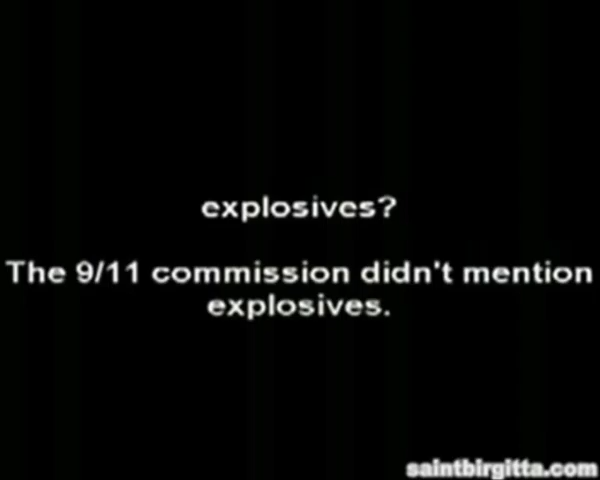 explosives?
The 9/11 commission didn't mention
explosives.
saintbirgitta.com